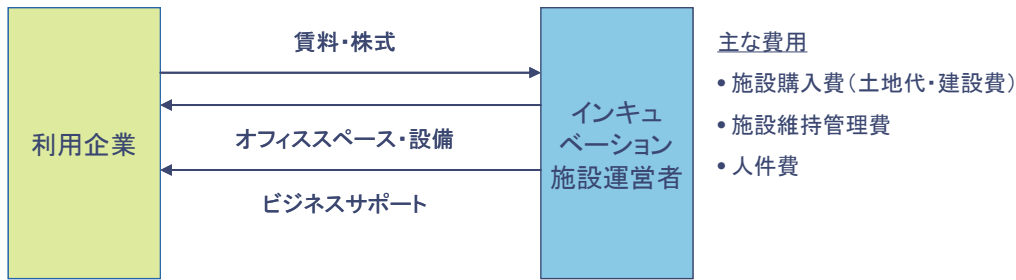 利用企業
賃料・株式
オフィススペース・設備
ビジネスサポート
インキュ
ベーション
施設運営者
主な費用
• 施設購入費（土地代・建設費）
• 施設維持管理費
• 人件費